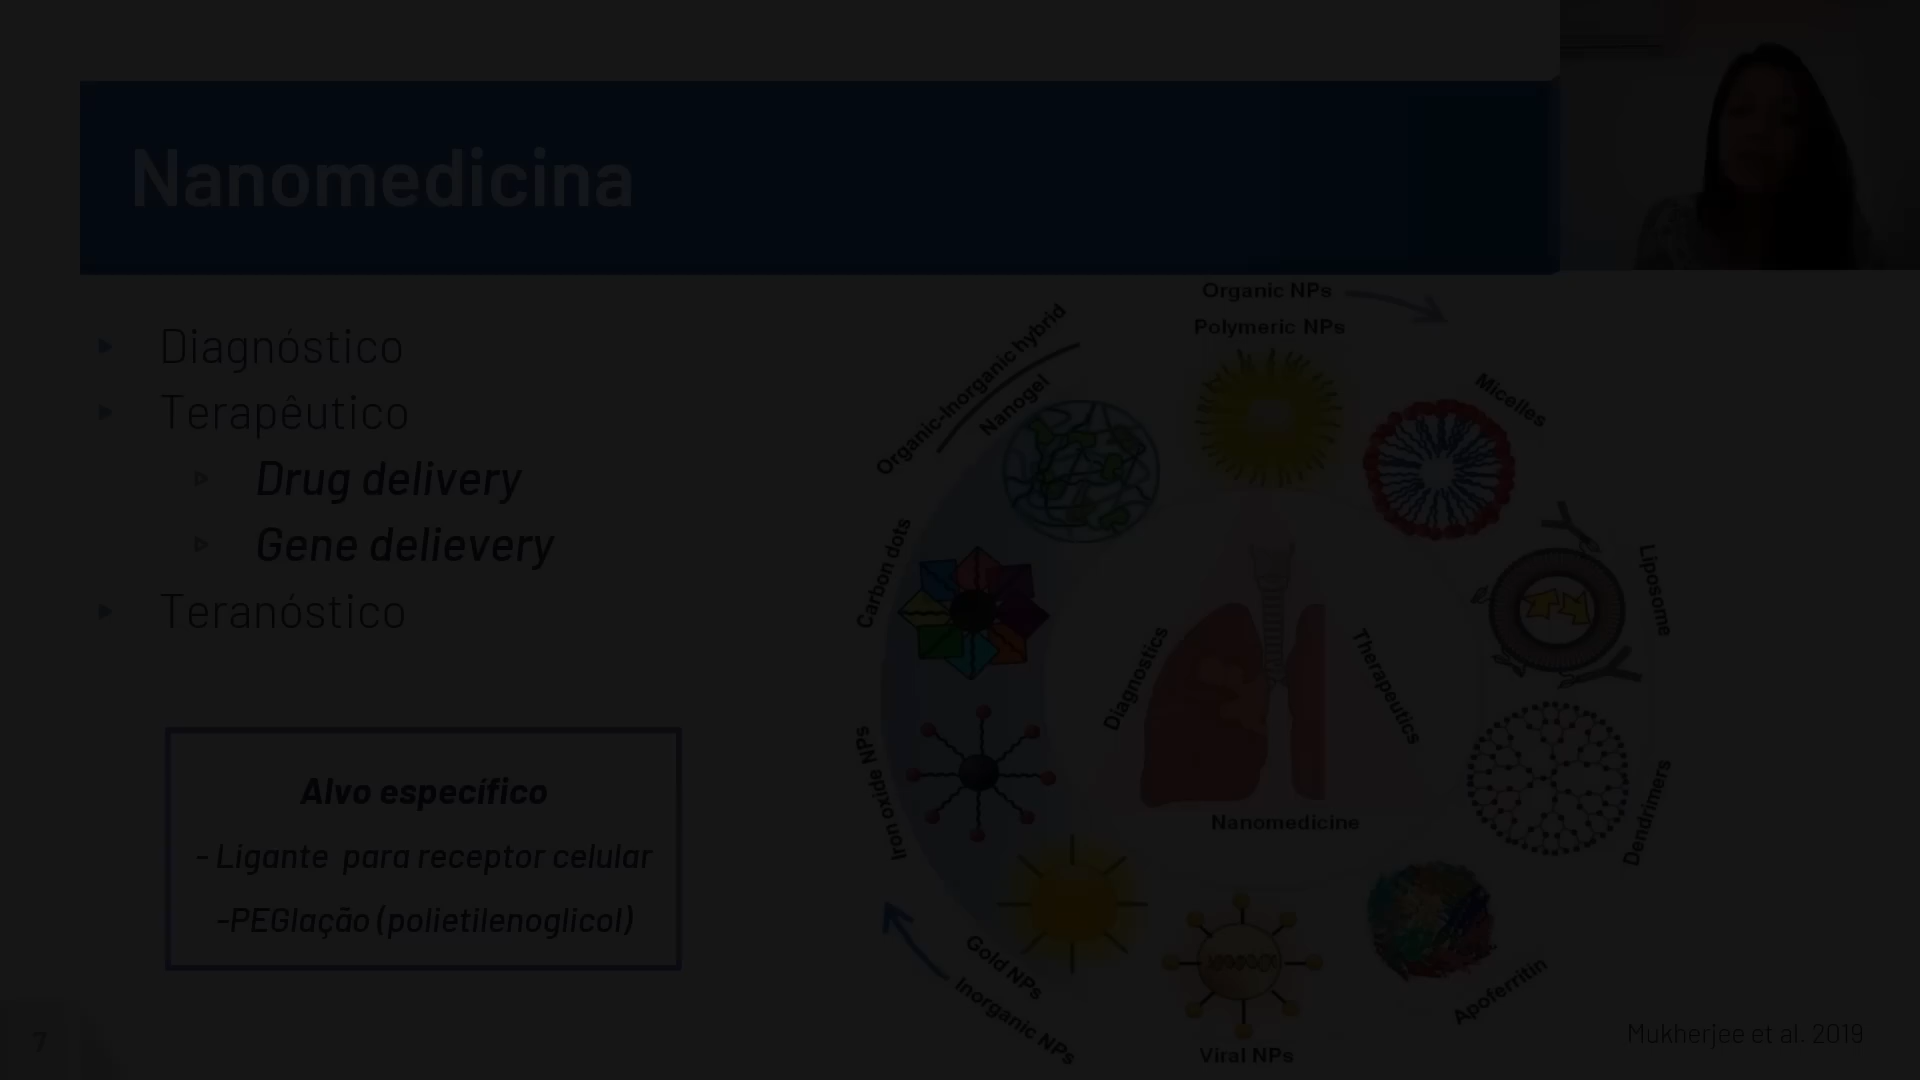 Nanomedicina
Diagnóstico
Terapêutico
Drug delivery
Gene delievery
Teranóstico
Alvo específico
- Ligante para receptor celular
-PEGlação (polietilenoglicol)
7
Organic NPs
Polymeric NPs
Organic-Inorganic hybrid
Nanogel
Micelles
Carbon dots
Liposome
Diagnostics
Therapeutics
Iron oxide NPs
Nanomedicine
Dendrimers
Gold NPs
Inorganic NPs
Apoferritin
Viral NPs
Mukherjee et al. 2019